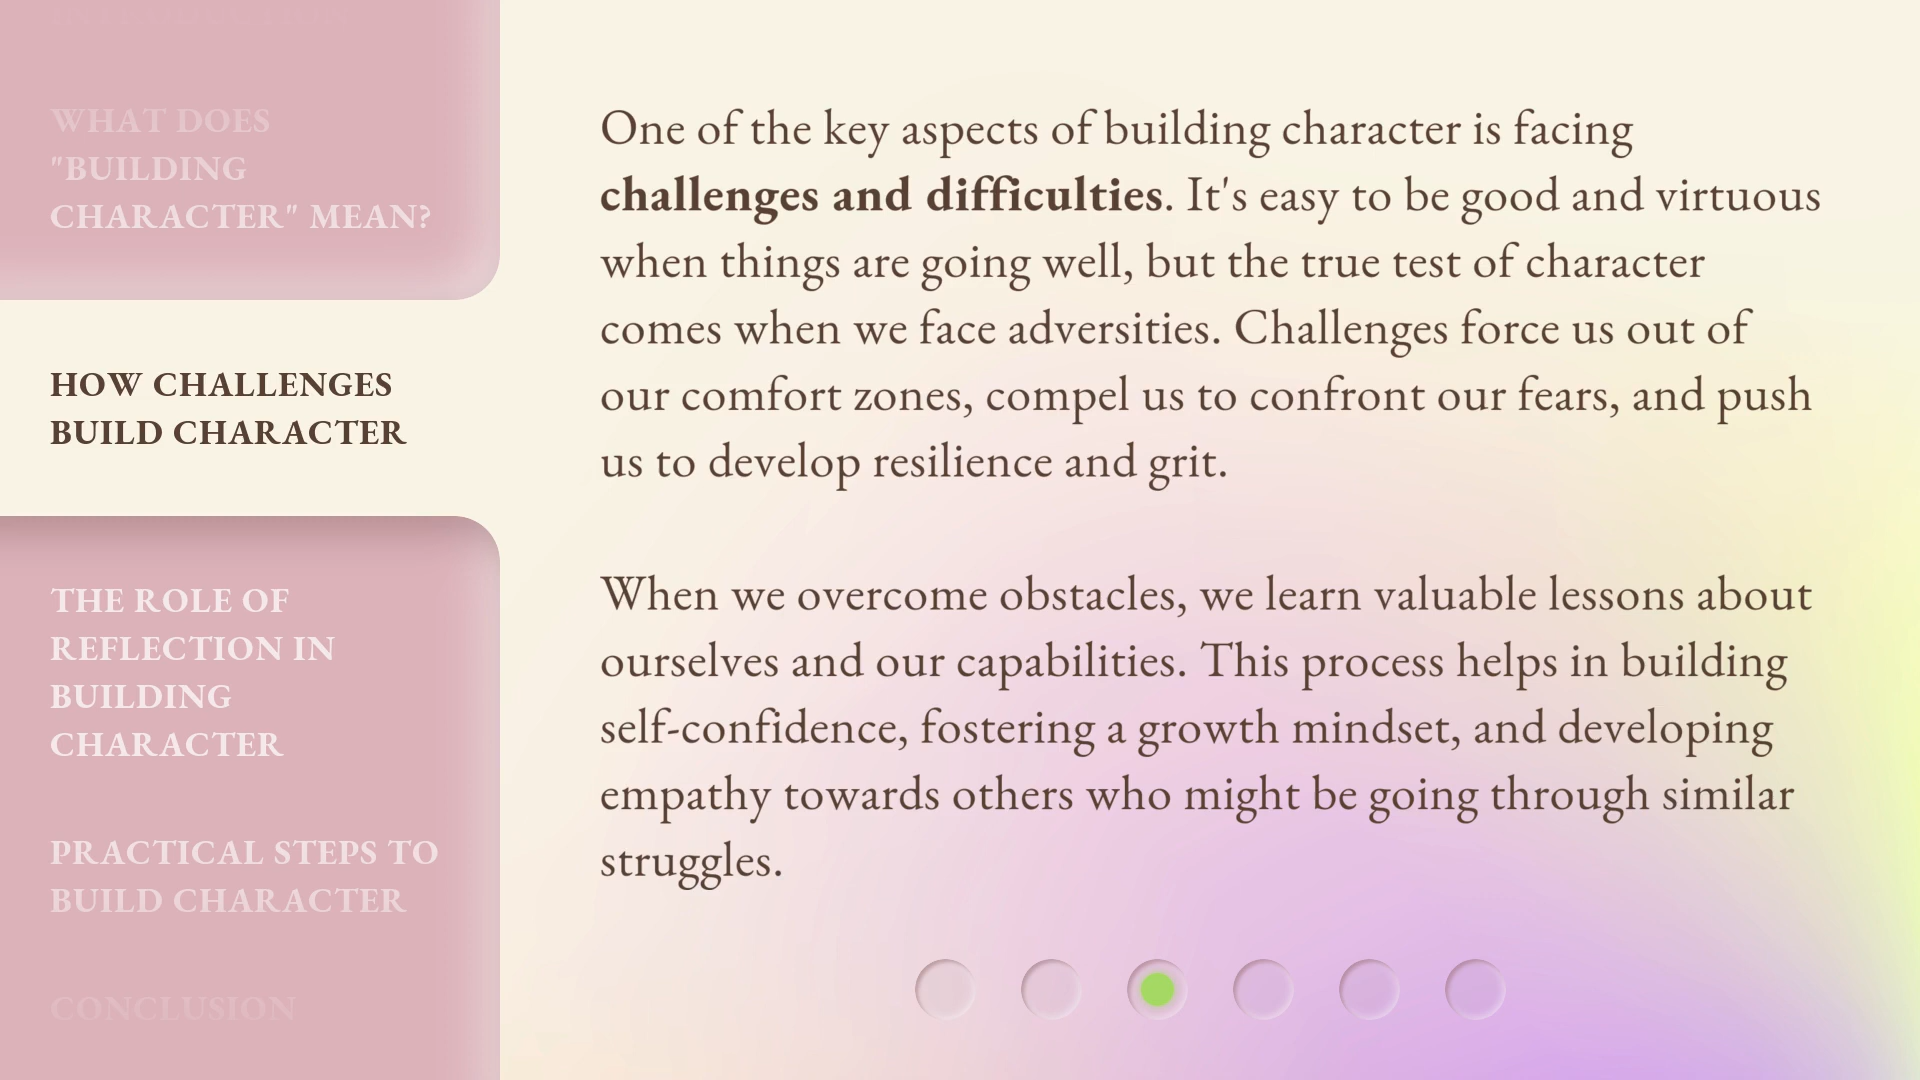 WHAT DOES
"BUILDING
CHARACTER" MEAN?
HOW CHALLENGES
BUILD CHARACTER
THE ROLE OF
REFLECTION IN
BUILDING
CHARACTER
PRACTICAL STEPS TO
BUILD CHARACTER
CONCLUSION
One of the key aspects of building character is facing
challenges and difficulties. It's easy to be good and virtuous
when things are going well, but the true test of character
comes when we face adversities. Challenges force us out of
our comfort zones, compel us to confront our fears, and push
us to develop resilience and grit.
When we overcome obstacles, we learn valuable lessons about
ourselves and our capabilities. This process helps in building
self-confidence, fostering a growth mindset, and developing
empathy towards others who might be going through similar
struggles.